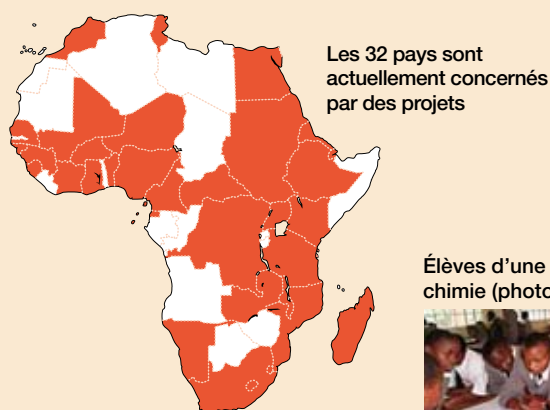 Les 32 pays sont
actuellement concernés
par des projets
Élèves d'une
chimie (photo